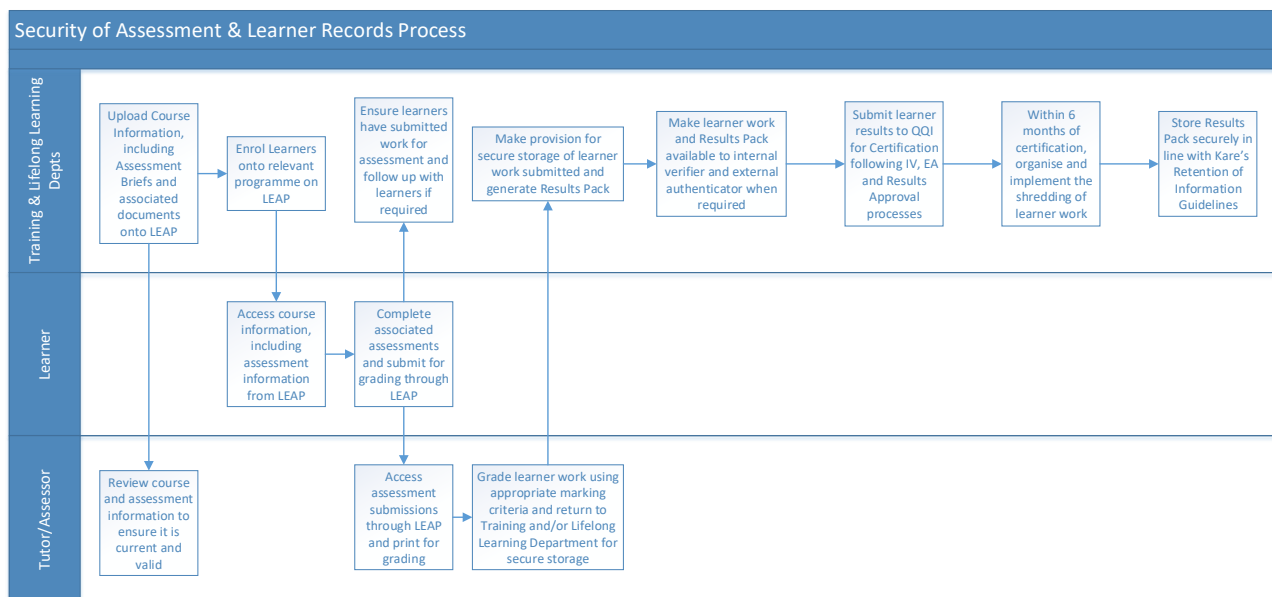 Security of Assessment & Learner Records Process
Training & Lifelong Learning
Depts
Upload Course
Information,
including
Assessment
Briefs and
associated
documents onto
LEAP
Enrol Learners
onto relevant
programme on
LEAP
Ensure learners
have submitted
work for
assessment and
follow up with
learners if
required
Make provision for
secure storage of learner
work submitted and
generate Results Pack
Make learner work
and Results Pack
available to internal
verifier and external
authenticator when
required
Submit learner
results to QQI
for Certification
following IV, EA
and Results
Approval
processes
Within 6
months of
certification,
organise and
implement the
shredding of
learner work
Store Results
Pack securely in
line with Kare’s
Retention of
Information
Guidelines
Learner
Access course
information,
including
assessment
information
from LEAP
Complete
associated
assessments
and submit for
grading through
LEAP
Tutor/Assessor
Review course
and assessment
information to
ensure it is
current and
valid
Access
assessment
submissions
through LEAP
and print for
grading
Grade learner work using
appropriate marking
criteria and return to
Training and/or Lifelong
Learning Department for
secure storage